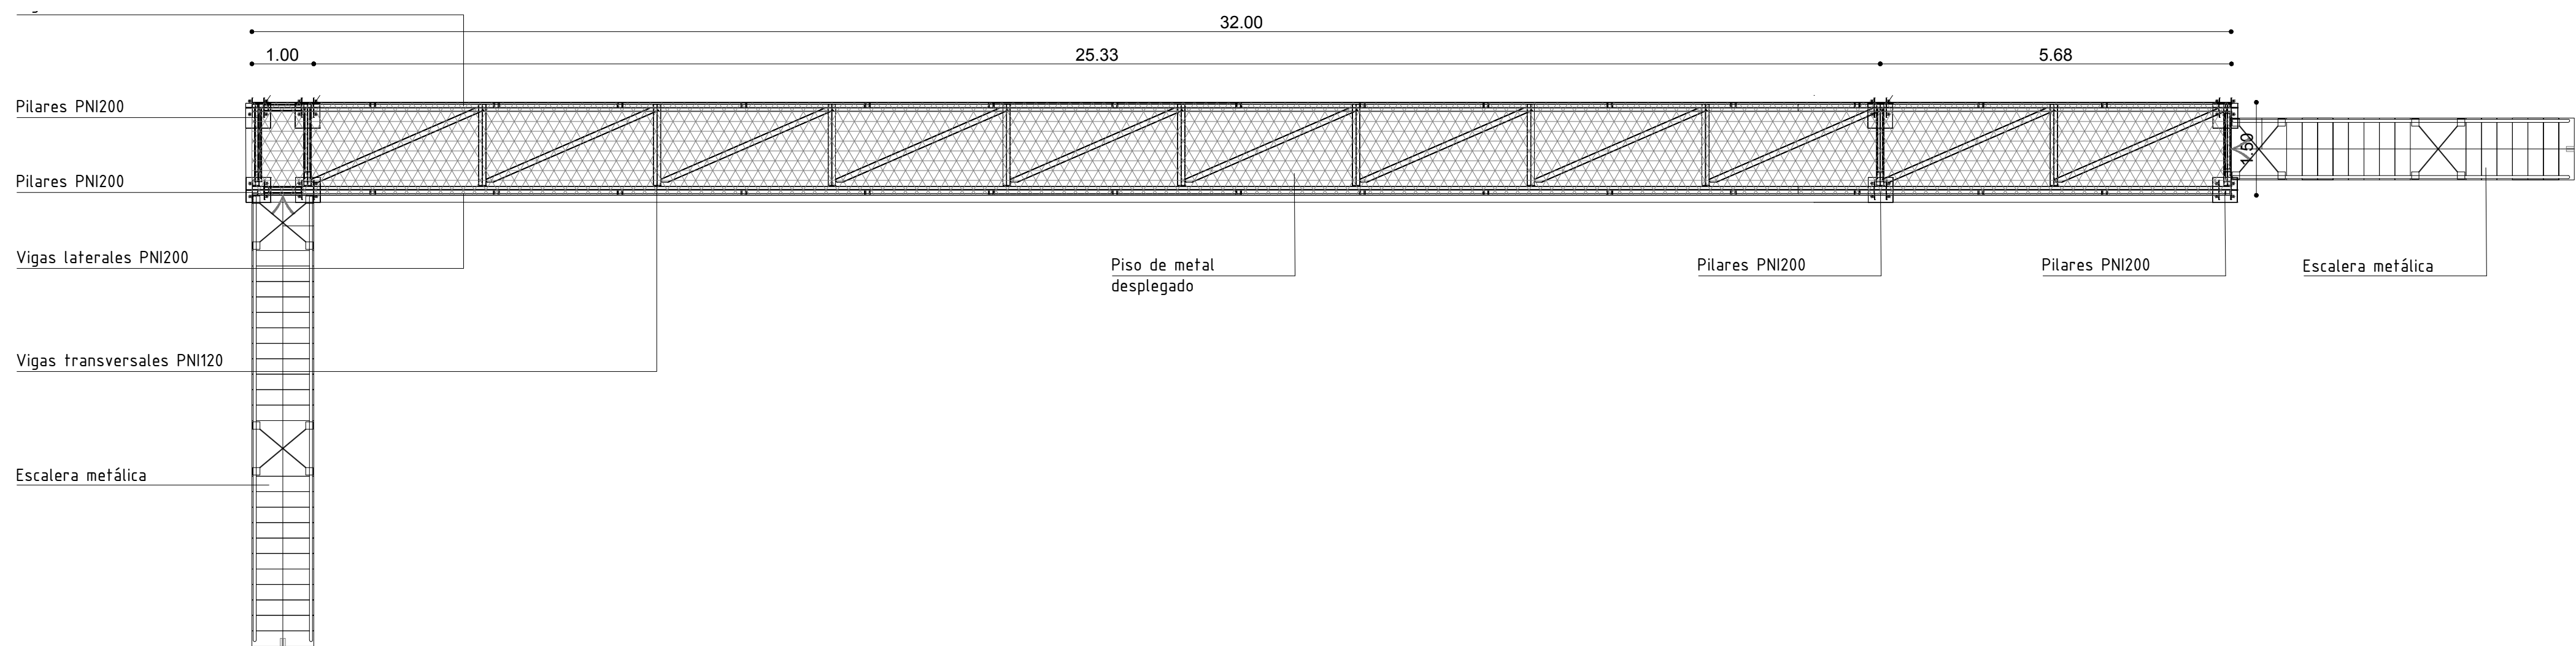 32.00
1.00
25.33
5.68
Pilares PNI200
1.50
Pilares PNI200
Vigas laterales PNI200
Piso de metal
desplegado
Pilares PNI200
Pilares PNI200
Escalera metálica
Vigas transversales PNI120
Escalera metálica